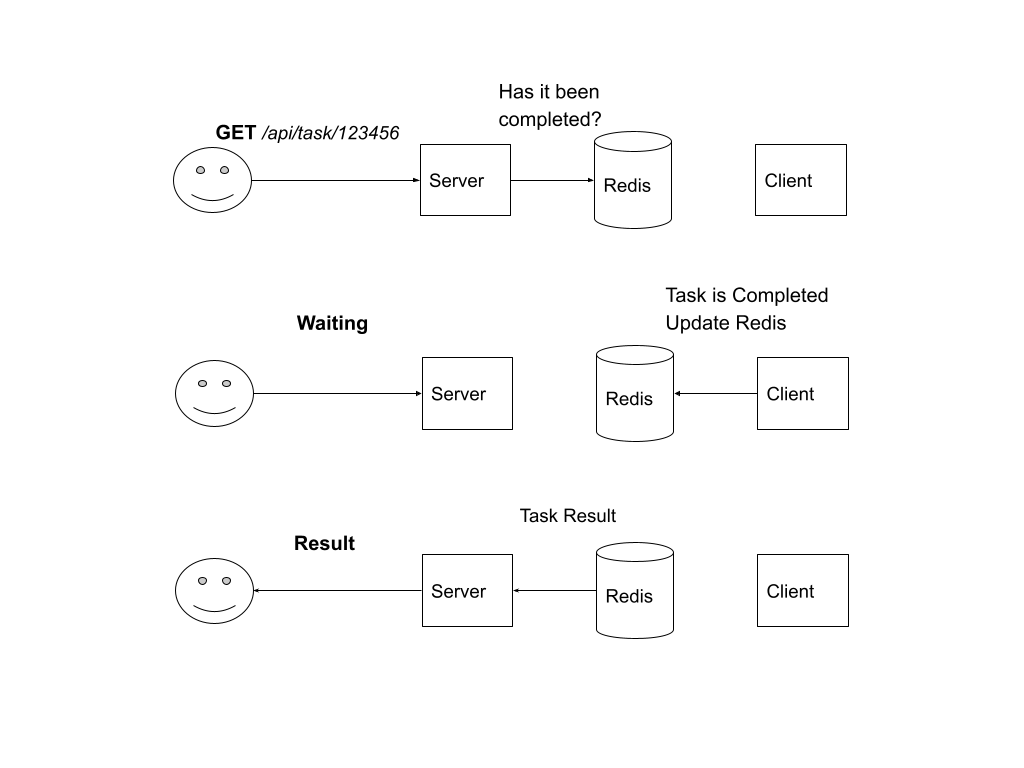 Has it been
completed?
GET /api/task/123456
Server
Redis
Client
Task is Completed
Update Redis
Waiting
Server
Redis
Client
Task Result
Result
Server
Redis
Client